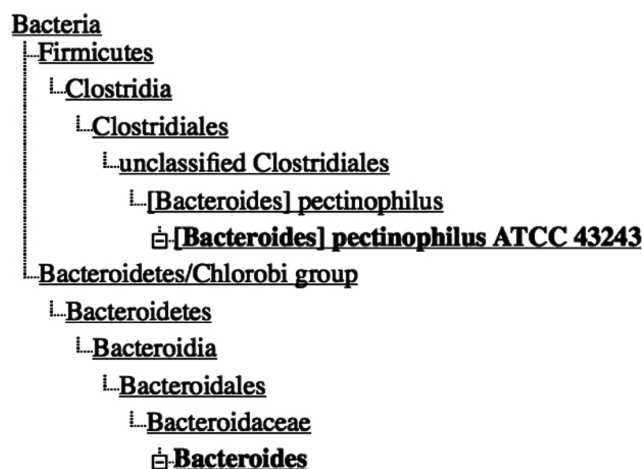 Bacteria
Firmicutes
Clostridia
Clostridiales
unclassified Clostridiales
[Bacteroides] pectinophilus
[Bacteroides] pectinophilus ATCC 43243
Bacteroidetes/Chlorobi group
Bacteroidetes
Bacteroidia
Bacteroidales
Bacteroidaceae
Bacteroides